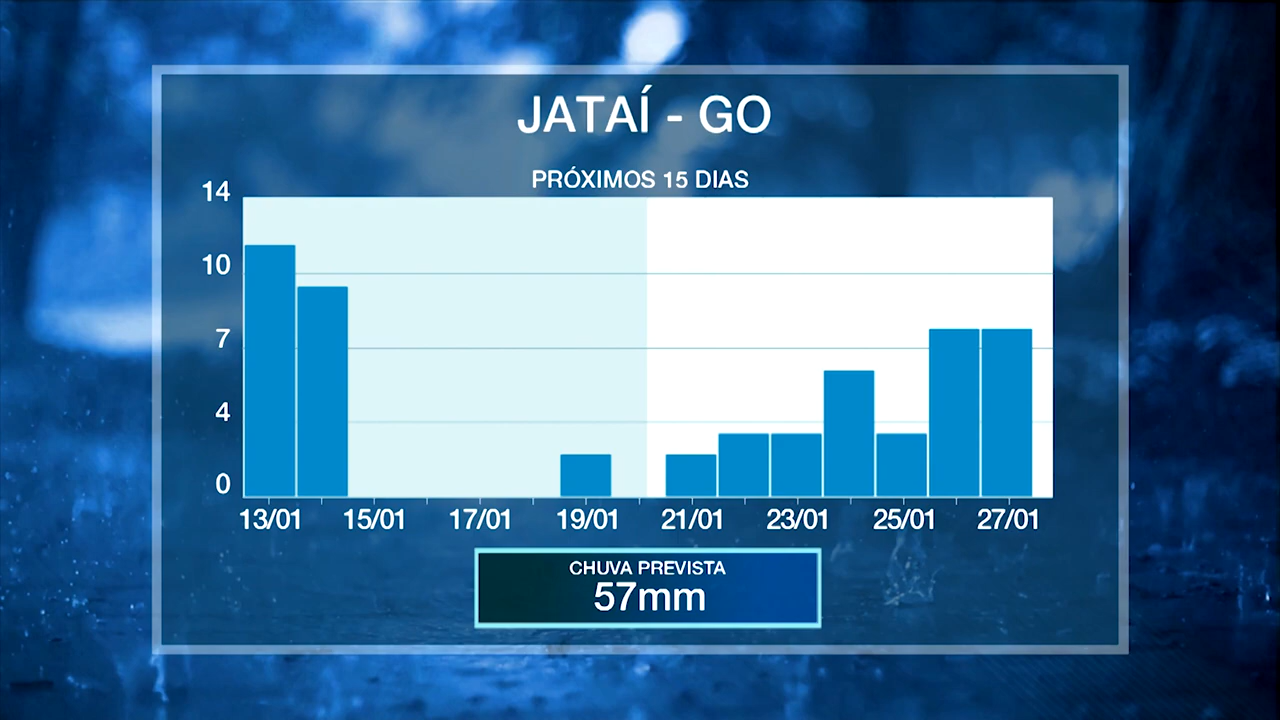 JATAÍ - GO
PRÓXIMOS 15 DIAS
14
10
7
4
0
13/01 15/01 17/01 19/01 21/01 23/01 25/01 27/01
CHUVA PREVISTA
57mm